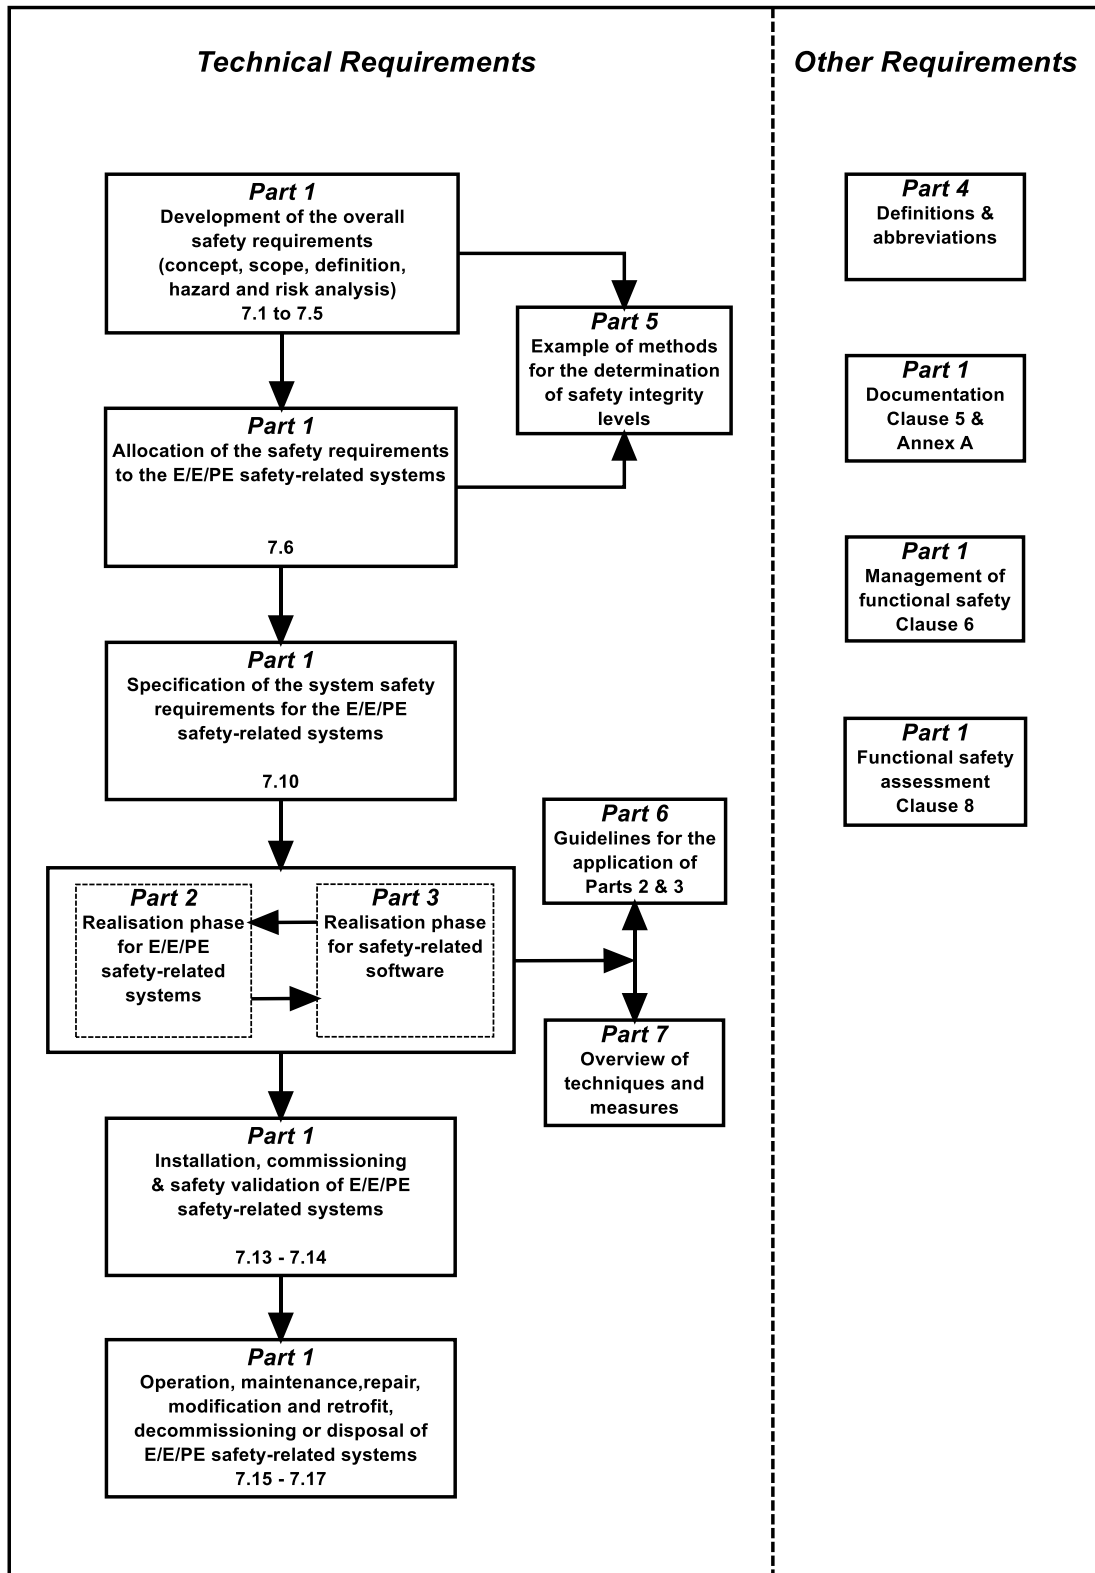 Technical Requirements
Other Requirements
Part 1
Development of the overall
safety requirements
(concept, scope, definition,
hazard and risk analysis)
7.1 to 7.5
Part 5
Example of methods
for the determination
of safety integrity
levels
Part 1
Allocation of the safety requirements
to the E/E/PE safety-related systems
7.6
Part 1
Specification of the system safety
requirements for the E/E/PE
safety-related systems
7.10
Part 6
Guidelines for the
application of
Parts 2 & 3
Part 2
Realisation phase
for E/E/PE
safety-related
systems
Part 3
Realisation phase
for safety-related
software
Part 7
Overview of
techniques and
measures
Part 1
Installation, commissioning
& safety validation of E/E/PE
safety-related systems
7.13 - 7.14
Part 1
Operation, maintenance,repair,
modification and retrofit,
decommissioning or disposal of
E/E/PE safety-related systems
7.15 - 7.17
Part 4
Definitions &
abbreviations
Part 1
Documentation
Clause 5 &
Annex A
Part 1
Management of
functional safety
Clause 6
Part 1
Functional safety
assessment
Clause 8